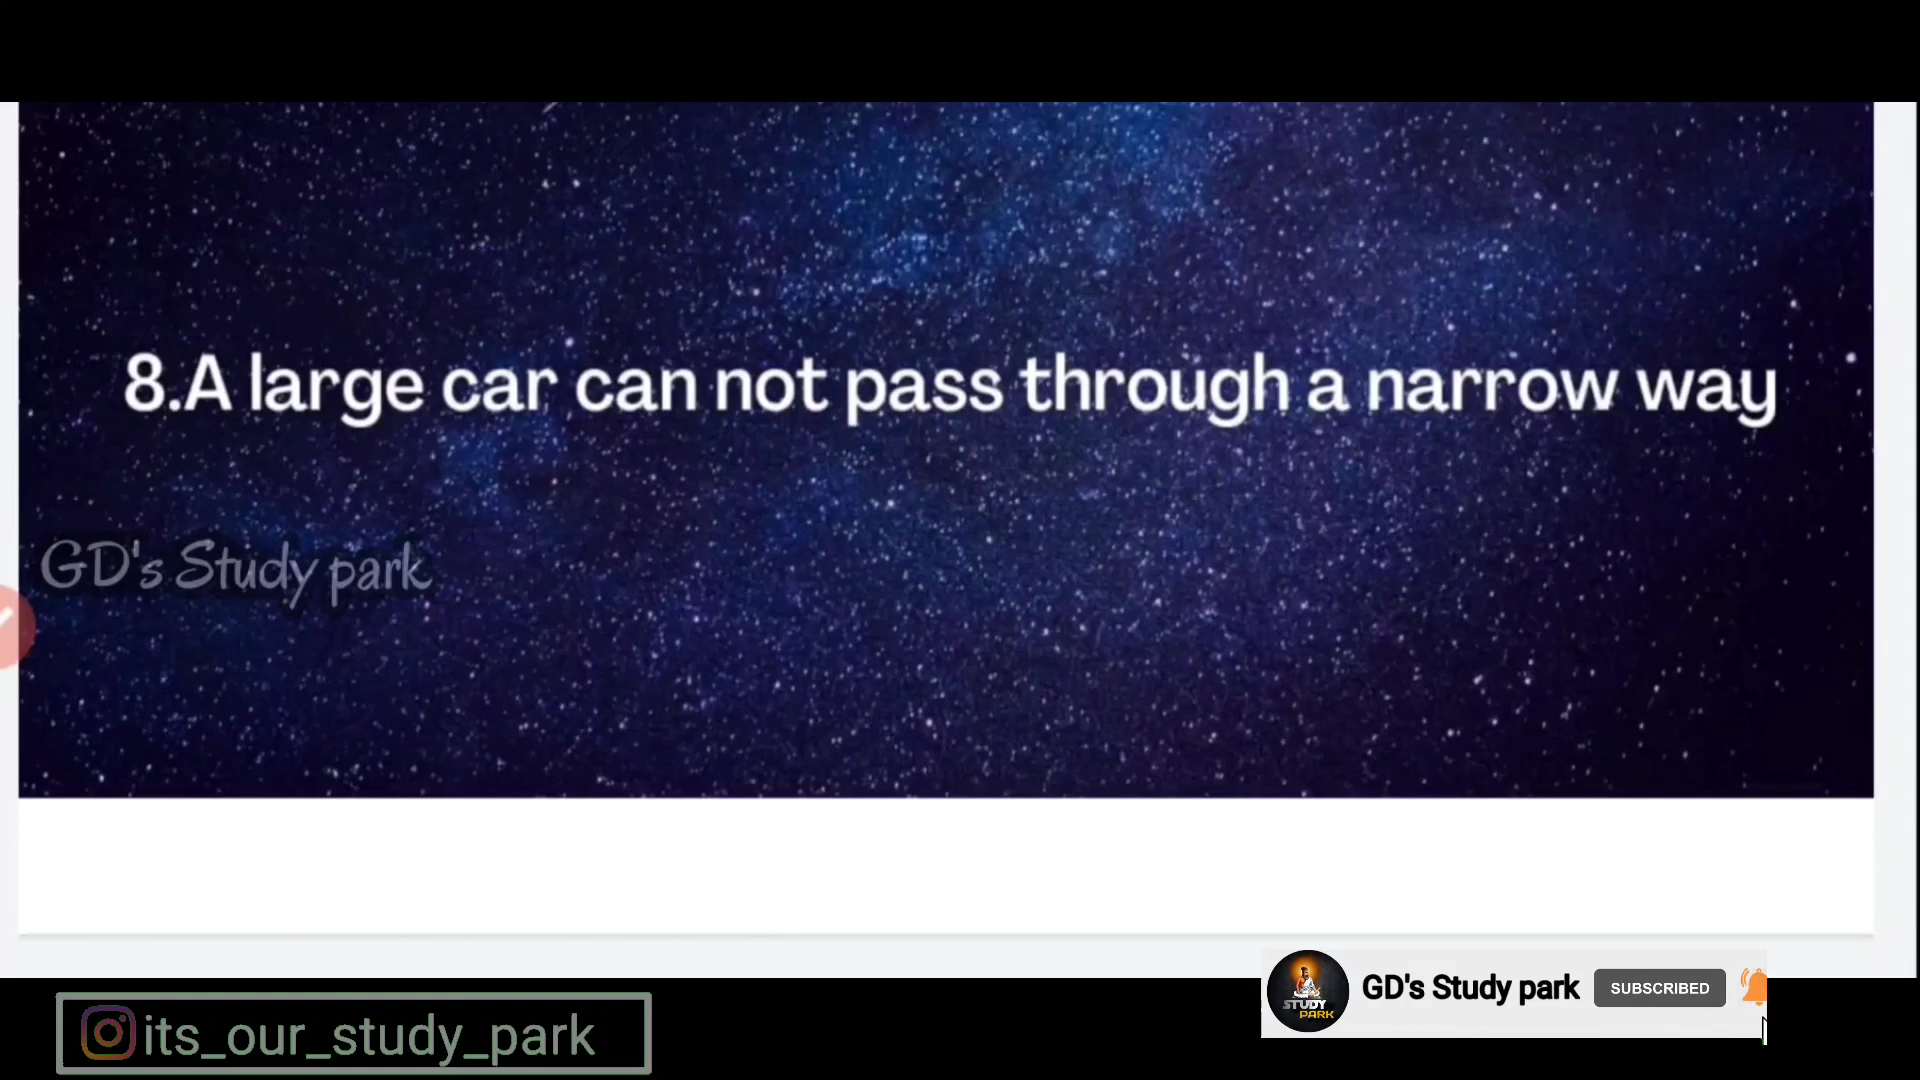 8.A large car can not pass through a narrow way
GD's Study park
GD's Study park
SUBSCRIBED
STUDY
PARK
its_our_study_park